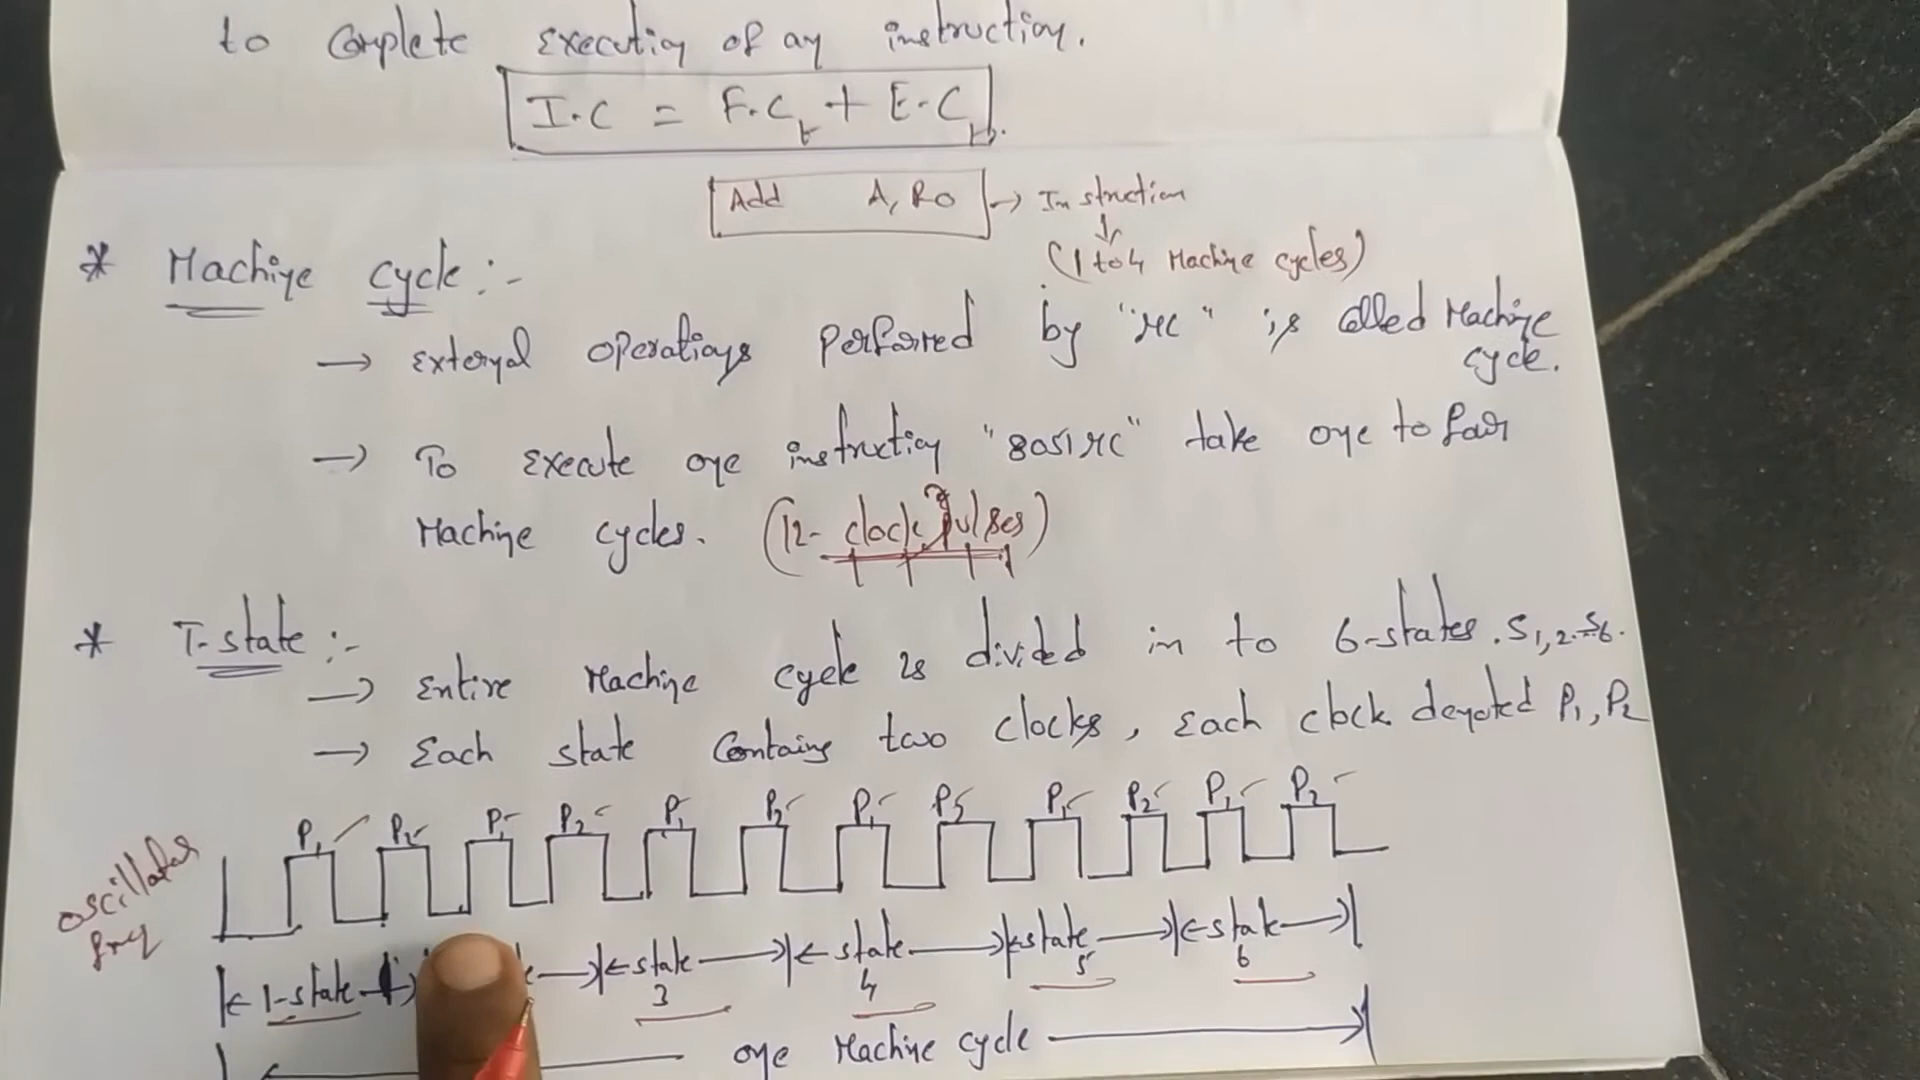 to complete execution of an instruction.
I.C = F.Ct + E.Ct.
Add A, R0 → Instruction
(1 to 4 Machine cycles)
* Machine cycle :-
→ External operations performed by "μC" is called Machine cycle.
→ To execute one instruction "8051 μC" take one to four
Machine cycles. (12- clock pulses)
* T-state :-
→ Entire Machine cycle is divided in to 6-states. S1,2..S6.
→ Each state contains two clocks, Each clock denoted P1, P2
P1 P2 P1 P2 P1 P2 P1 P2 P1 P2 P1 P2
oscillator
freq
1-state state 3 state 4 state 5 state 6
one Machine cycle